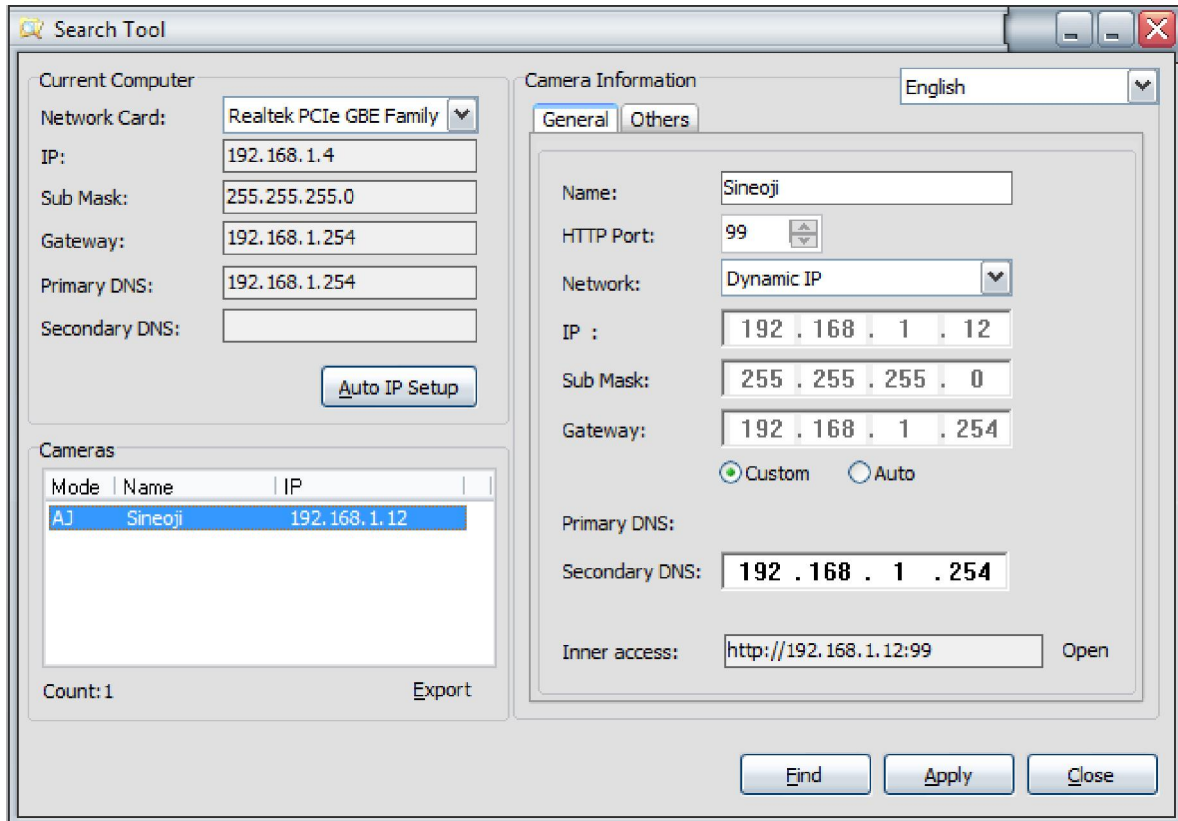 Search Tool
Current Computer
Network Card: Realtek PCIe GBE Family
IP: 192.168.1.4
Sub Mask: 255.255.255.0
Gateway: 192.168.1.254
Primary DNS: 192.168.1.254
Secondary DNS:
Auto IP Setup
Cameras
Mode Name IP
AJ Sineoji 192.168.1.12
Count:1 Export
Camera Information English
General Others
Name: Sineoji
HTTP Port: 99
Network: Dynamic IP
IP : 192 . 168 . 1 . 12
Sub Mask: 255 . 255 . 255 . 0
Gateway: 192 . 168 . 1 . 254
Custom Auto
Primary DNS:
Secondary DNS: 192 . 168 . 1 . 254
Inner access: http://192.168.1.12:99 Open
Find Apply Close